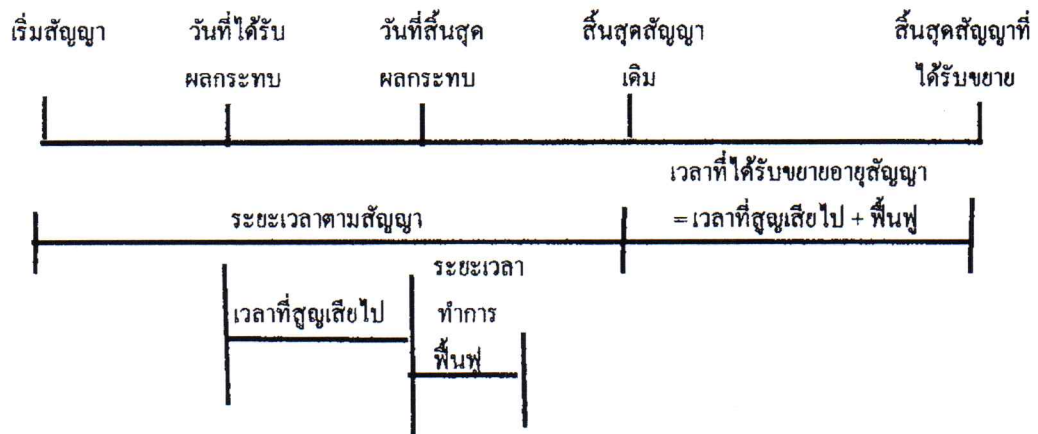 เริ่มสัญญา วันที่ได้รับ วันที่สิ้นสุด สิ้นสุดสัญญา สิ้นสุดสัญญาที่
ผลกระทบ ผลกระทบ เดิม ได้รับขยาย
เวลาที่ได้รับขยายอายุสัญญา
ระยะเวลาตามสัญญา = เวลาที่สูญเสียไป + ฟื้นฟู
ระยะเวลา
เวลาที่สูญเสียไป ทำการ
ฟื้นฟู